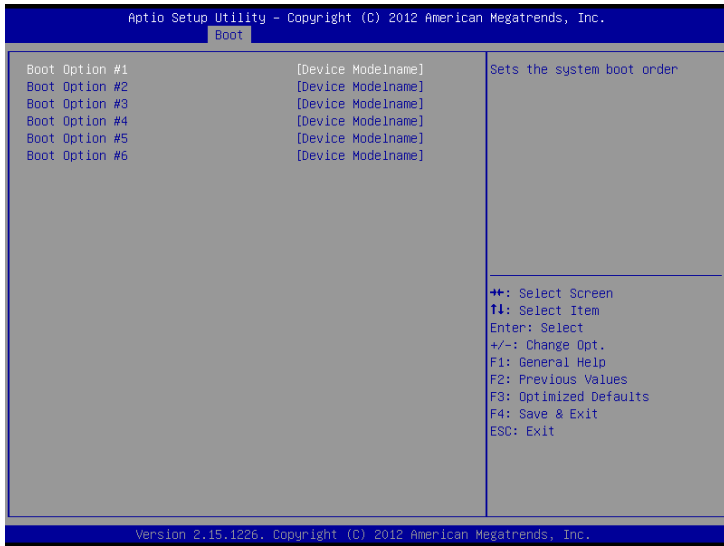 Aptio Setup Utility – Copyright (C) 2012 American Megatrends, Inc.
Boot
Boot Option #1 [Device Modelname]
Boot Option #2 [Device Modelname]
Boot Option #3 [Device Modelname]
Boot Option #4 [Device Modelname]
Boot Option #5 [Device Modelname]
Boot Option #6 [Device Modelname]
Sets the system boot order
→←: Select Screen
↑↓: Select Item
Enter: Select
+/-: Change Opt.
F1: General Help
F2: Previous Values
F3: Optimized Defaults
F4: Save & Exit
ESC: Exit
Version 2.15.1226. Copyright (C) 2012 American Megatrends, Inc.